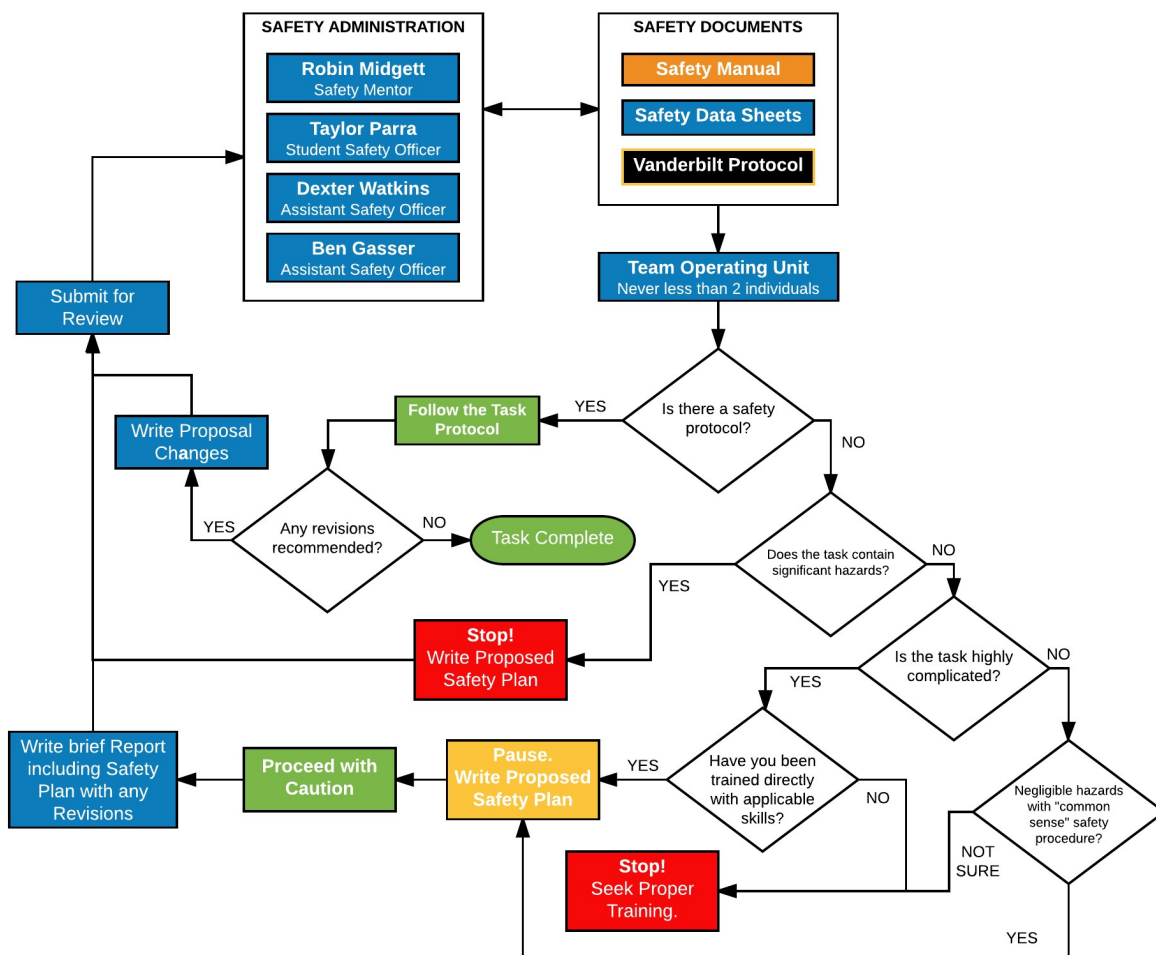 SAFETY ADMINISTRATION
Robin Midgett
Safety Mentor
Taylor Parra
Student Safety Officer
Dexter Watkins
Assistant Safety Officer
Ben Gasser
Assistant Safety Officer
SAFETY DOCUMENTS
Safety Manual
Safety Data Sheets
Vanderbilt Protocol
Team Operating Unit
Never less than 2 individuals
Submit for
Review
Is there a safety
protocol?
YES
NO
Follow the Task
Protocol
Write Proposal
Changes
Any revisions
recommended?
YES
NO
Task Complete
Does the task contain
significant hazards?
YES
NO
Stop!
Write Proposed
Safety Plan
Is the task highly
complicated?
YES
NO
Have you been
trained directly
with applicable
skills?
YES
NO
Pause.
Write Proposed
Safety Plan
Proceed with
Caution
Write brief Report
including Safety
Plan with any
Revisions
Negligible hazards
with "common
sense" safety
procedure?
NOT
SURE
YES
Stop!
Seek Proper
Training.